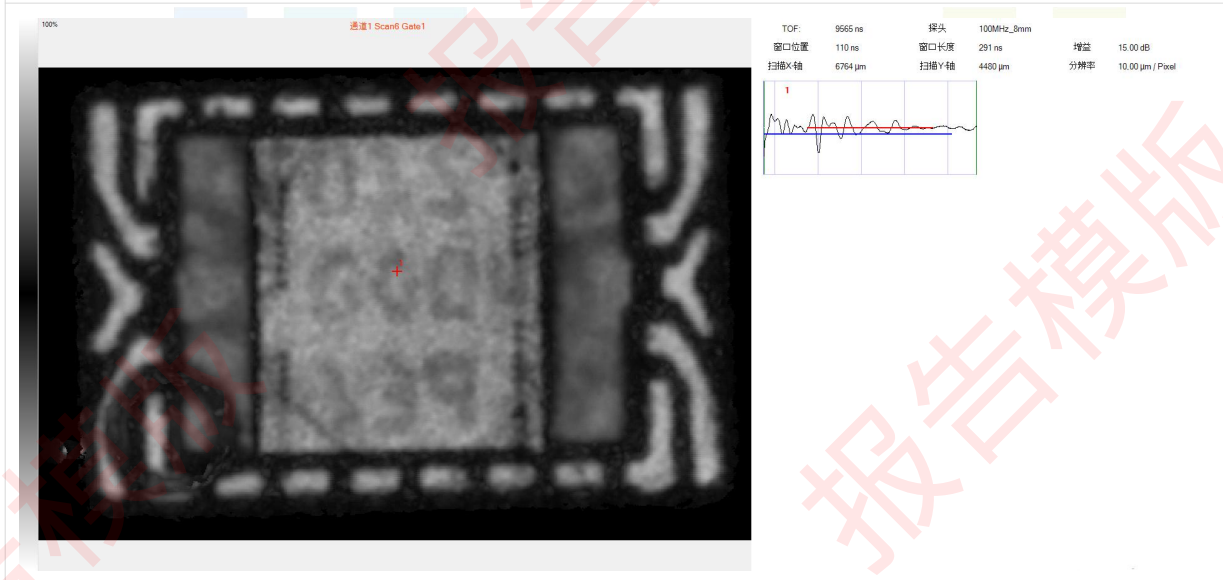 100%
通道1 Scan6 Gate1
TOF: 9565 ns 探头 100MHz_8mm
窗口位置 110 ns 窗口长度 291 ns 增益 15.00 dB
扫描X-轴 6764 μm 扫描Y-轴 4480 μm 分辨率 10.00 μm / Pixel
1
1
报告模版
报告模版
报告模版